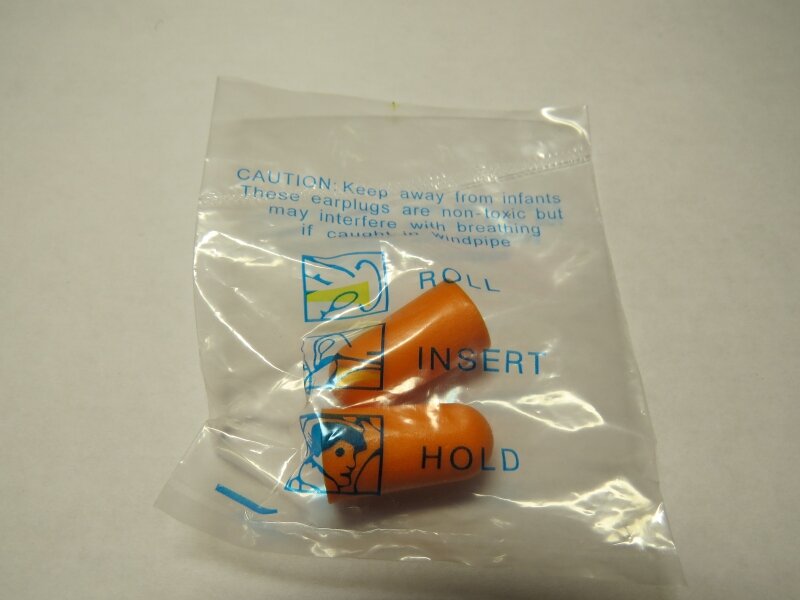 CAUTION: Keep away from infants
These earplugs are non-toxic but
may interfere with breathing
if caught in windpipe
ROLL
INSERT
HOLD